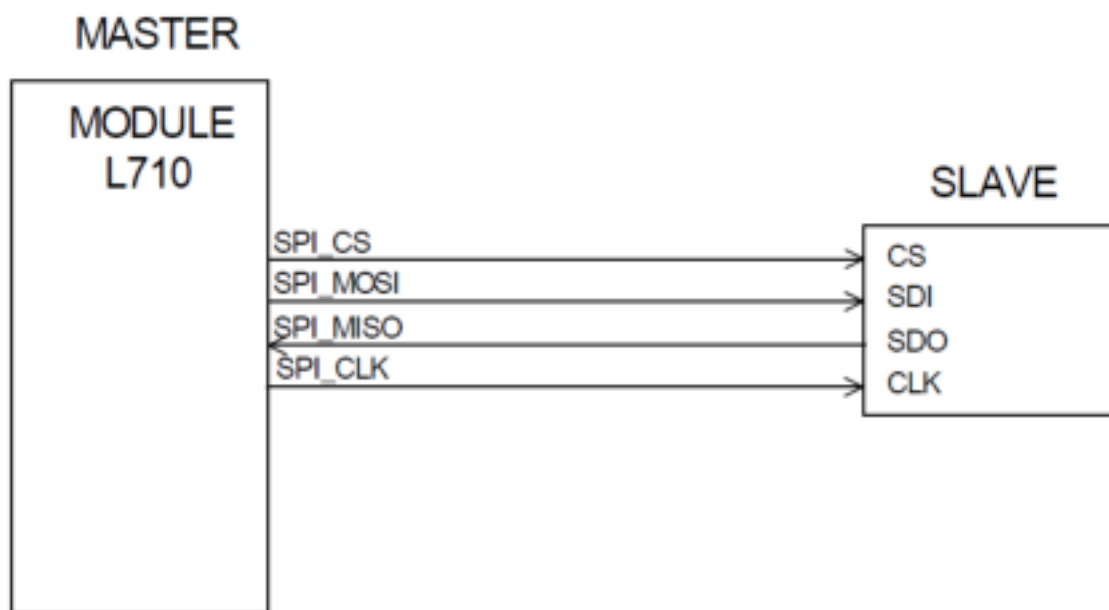 MASTER
MODULE
L710
SLAVE
SPI_CS
CS
SPI_MOSI
SDI
SPI_MISO
SDO
SPI_CLK
CLK